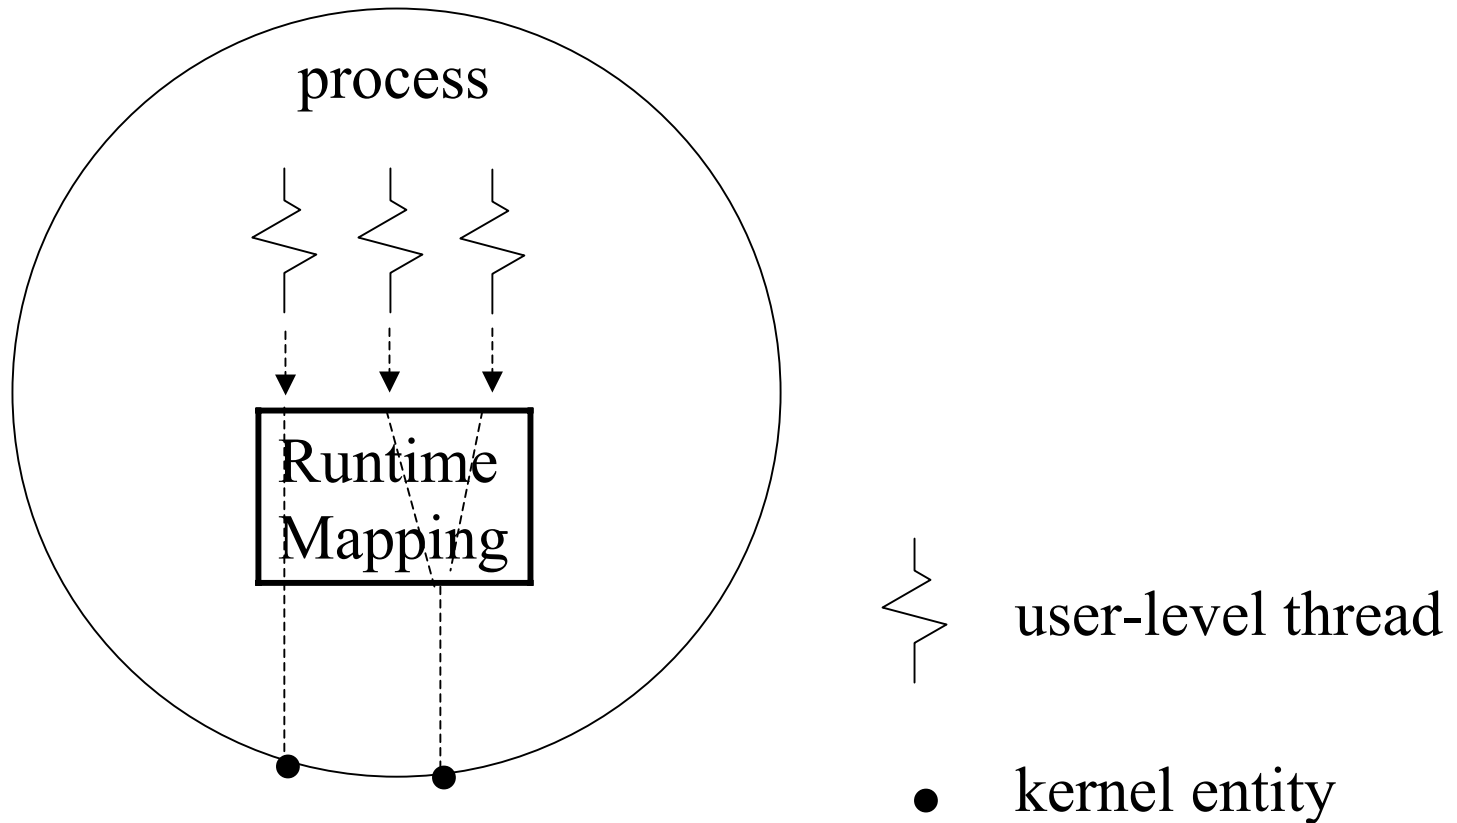 process
Runtime
Mapping
user-level thread
kernel entity